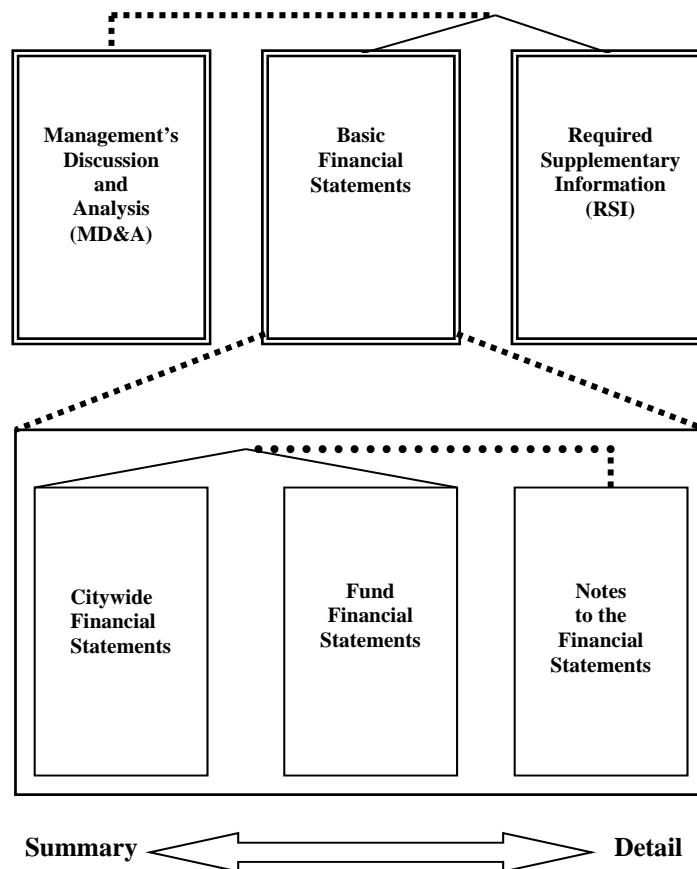 Management’s
Discussion
and
Analysis
(MD&A)
Basic
Financial
Statements
Required
Supplementary
Information
(RSI)
Citywide
Financial
Statements
Fund
Financial
Statements
Notes
to the
Financial
Statements
Summary
Detail